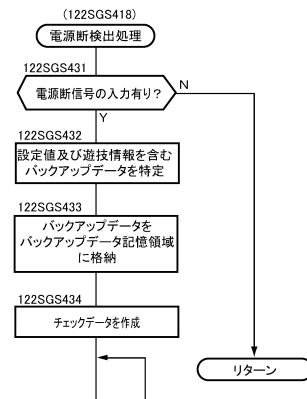 (122SGS418)
電源断検出処理
122SGS431
電源断信号の入力有り？
N
Y
122SGS432
設定値及び遊技情報を含む
バックアップデータを特定
122SGS433
バックアップデータを
バックアップデータ記憶領域
に格納
122SGS434
チェックデータを作成
リターン